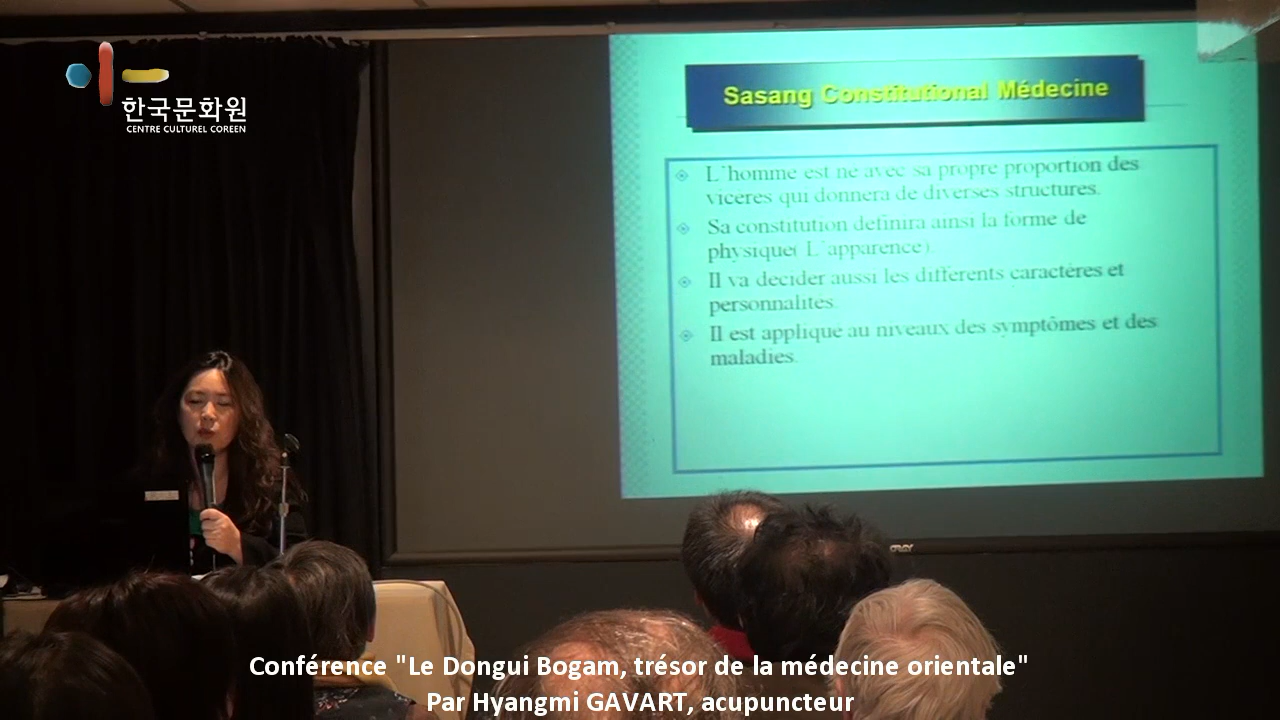 한국문화원
CENTRE CULTUREL COREEN
Sasang Constitutional Médecine
L'homme est ne avec sa propre proportion des
viceres qui donnera de diverses structures.
Sa constitution definira ainsi la forme de
physique( L'apparence).
Il va decider aussi les differents caractères et
personnalites.
Il est applique au niveaux des symptômes et des
maladies.
Conférence "Le Dongui Bogam, trésor de la médecine orientale"
Par Hyangmi GAVART, acupuncteur